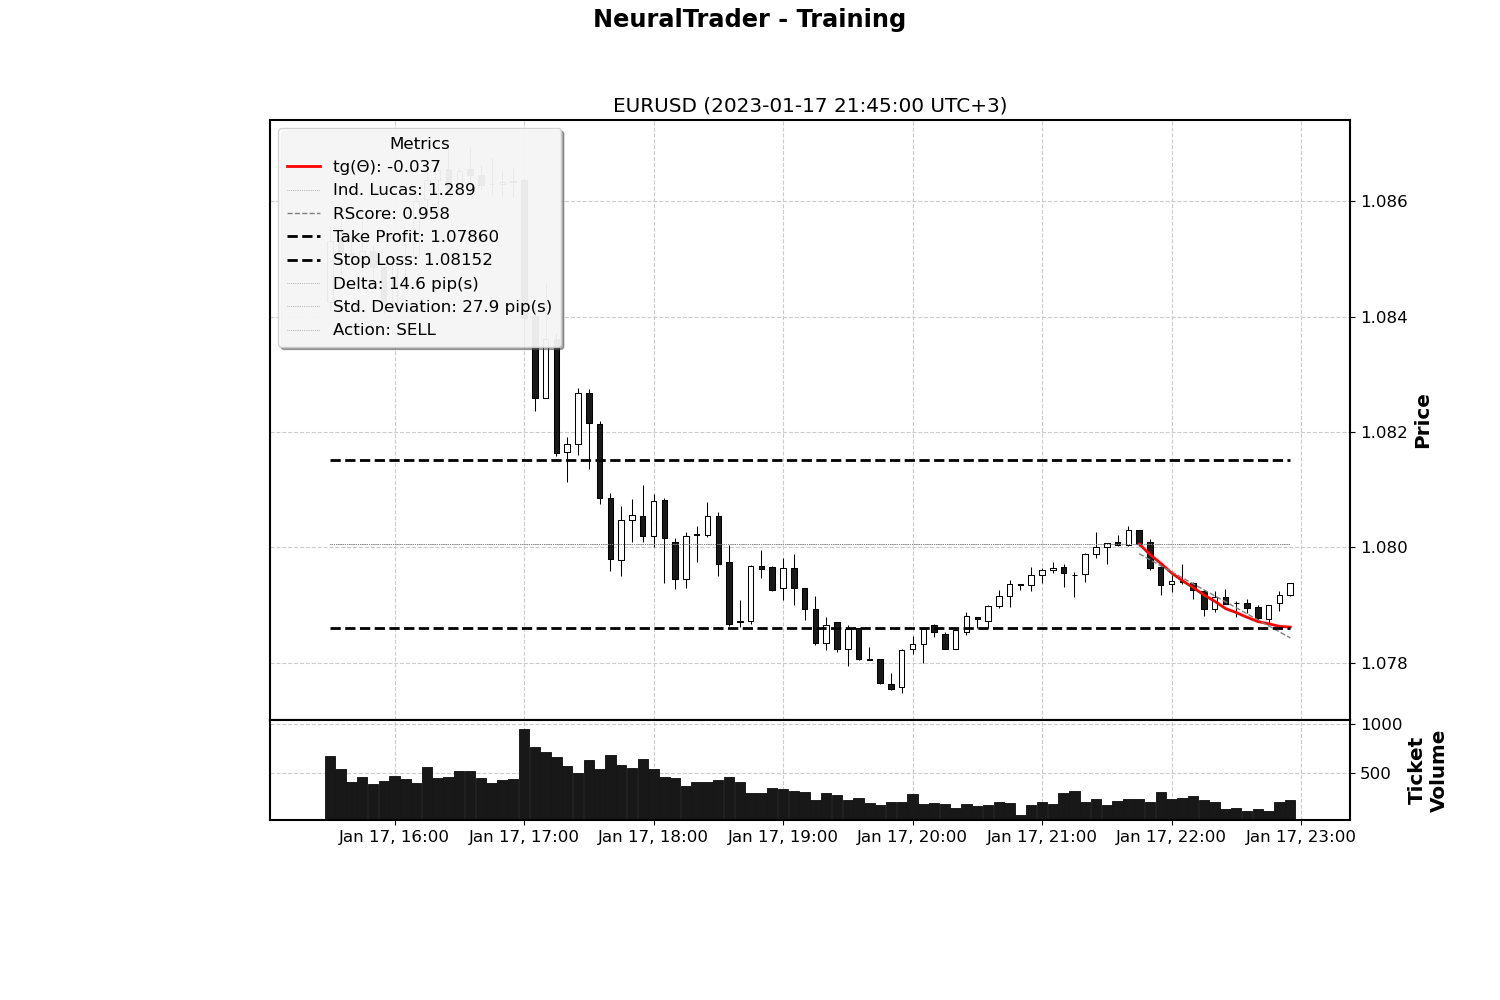 NeuralTrader - Training
EURUSD (2023-01-17 21:45:00 UTC+3)
Metrics
tg(Θ): -0.037
Ind. Lucas: 1.289
RScore: 0.958
Take Profit: 1.07860
Stop Loss: 1.08152
Delta: 14.6 pip(s)
Std. Deviation: 27.9 pip(s)
Action: SELL
1.086
1.084
1.082
1.080
1.078
Price
1000
500
Ticket
Volume
Jan 17, 16:00
Jan 17, 17:00
Jan 17, 18:00
Jan 17, 19:00
Jan 17, 20:00
Jan 17, 21:00
Jan 17, 22:00
Jan 17, 23:00